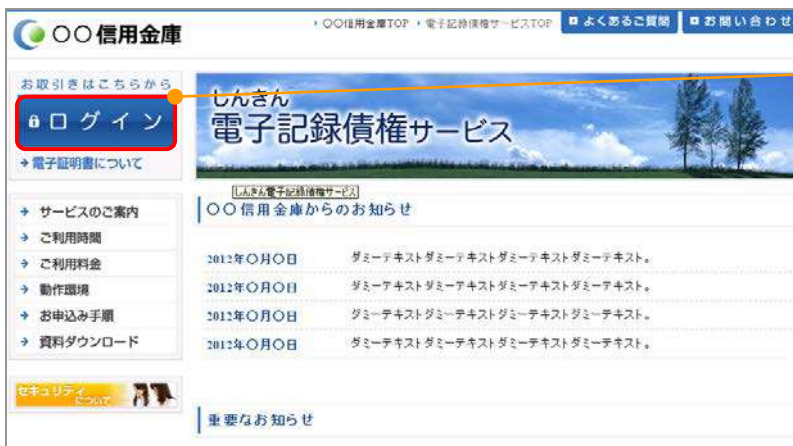 〇〇信用金庫
〇〇信用金庫TOP
電子記録債権サービスTOP
よくあるご質問
お問い合わせ
お取引きはこちらから
ログイン
電子証明書について
しんきん
電子記録債権サービス
しんきん電子記録債権サービス
サービスのご案内
ご利用時間
ご利用料金
動作環境
お申込み手順
資料ダウンロード
セキュリティ
について
〇〇信用金庫からのお知らせ
2012年〇月〇日 ダミーテキストダミーテキストダミーテキストダミーテキスト。
2012年〇月〇日 ダミーテキストダミーテキストダミーテキストダミーテキスト。
2012年〇月〇日 ダミーテキストダミーテキストダミーテキストダミーテキスト。
2012年〇月〇日 ダミーテキストダミーテキストダミーテキストダミーテキスト。
重要なお知らせ